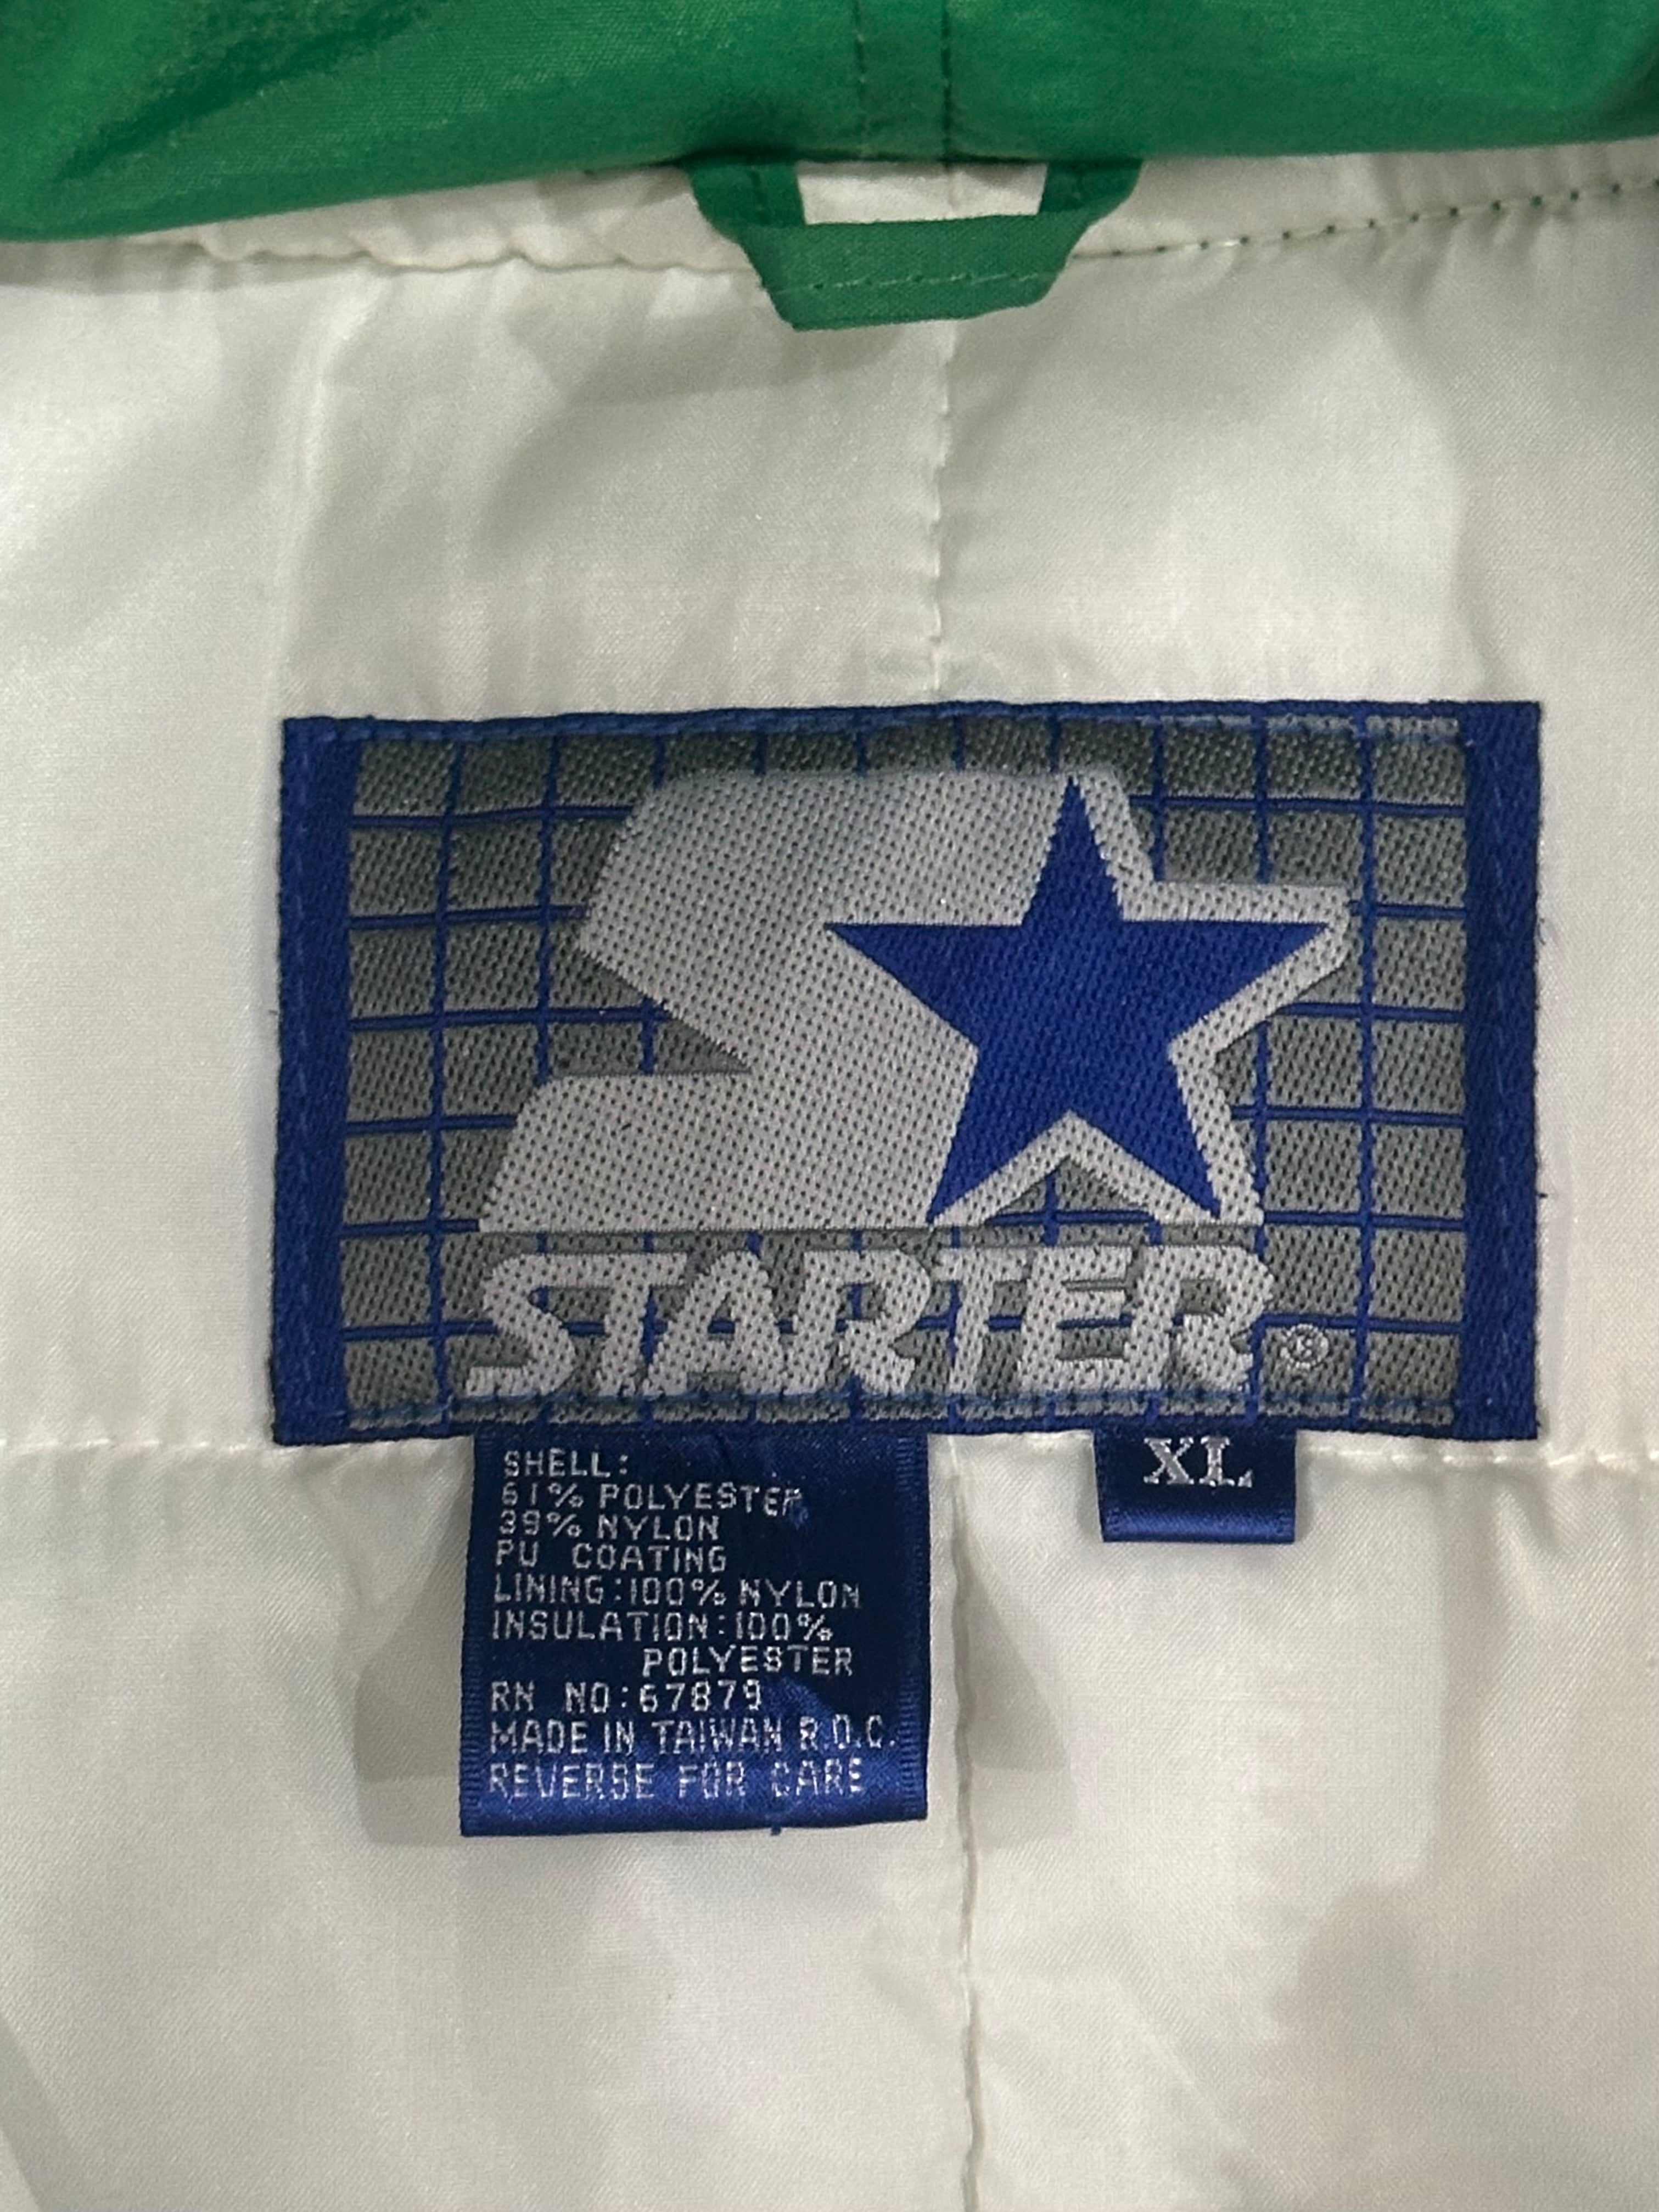 STARTER®
XL
SHELL:
61% POLYESTER
39% NYLON
PU COATING
LINING:100% NYLON
INSULATION:100%
POLYESTER
RN NO:67879
MADE IN TAIWAN R.O.C.
REVERSE FOR CARE